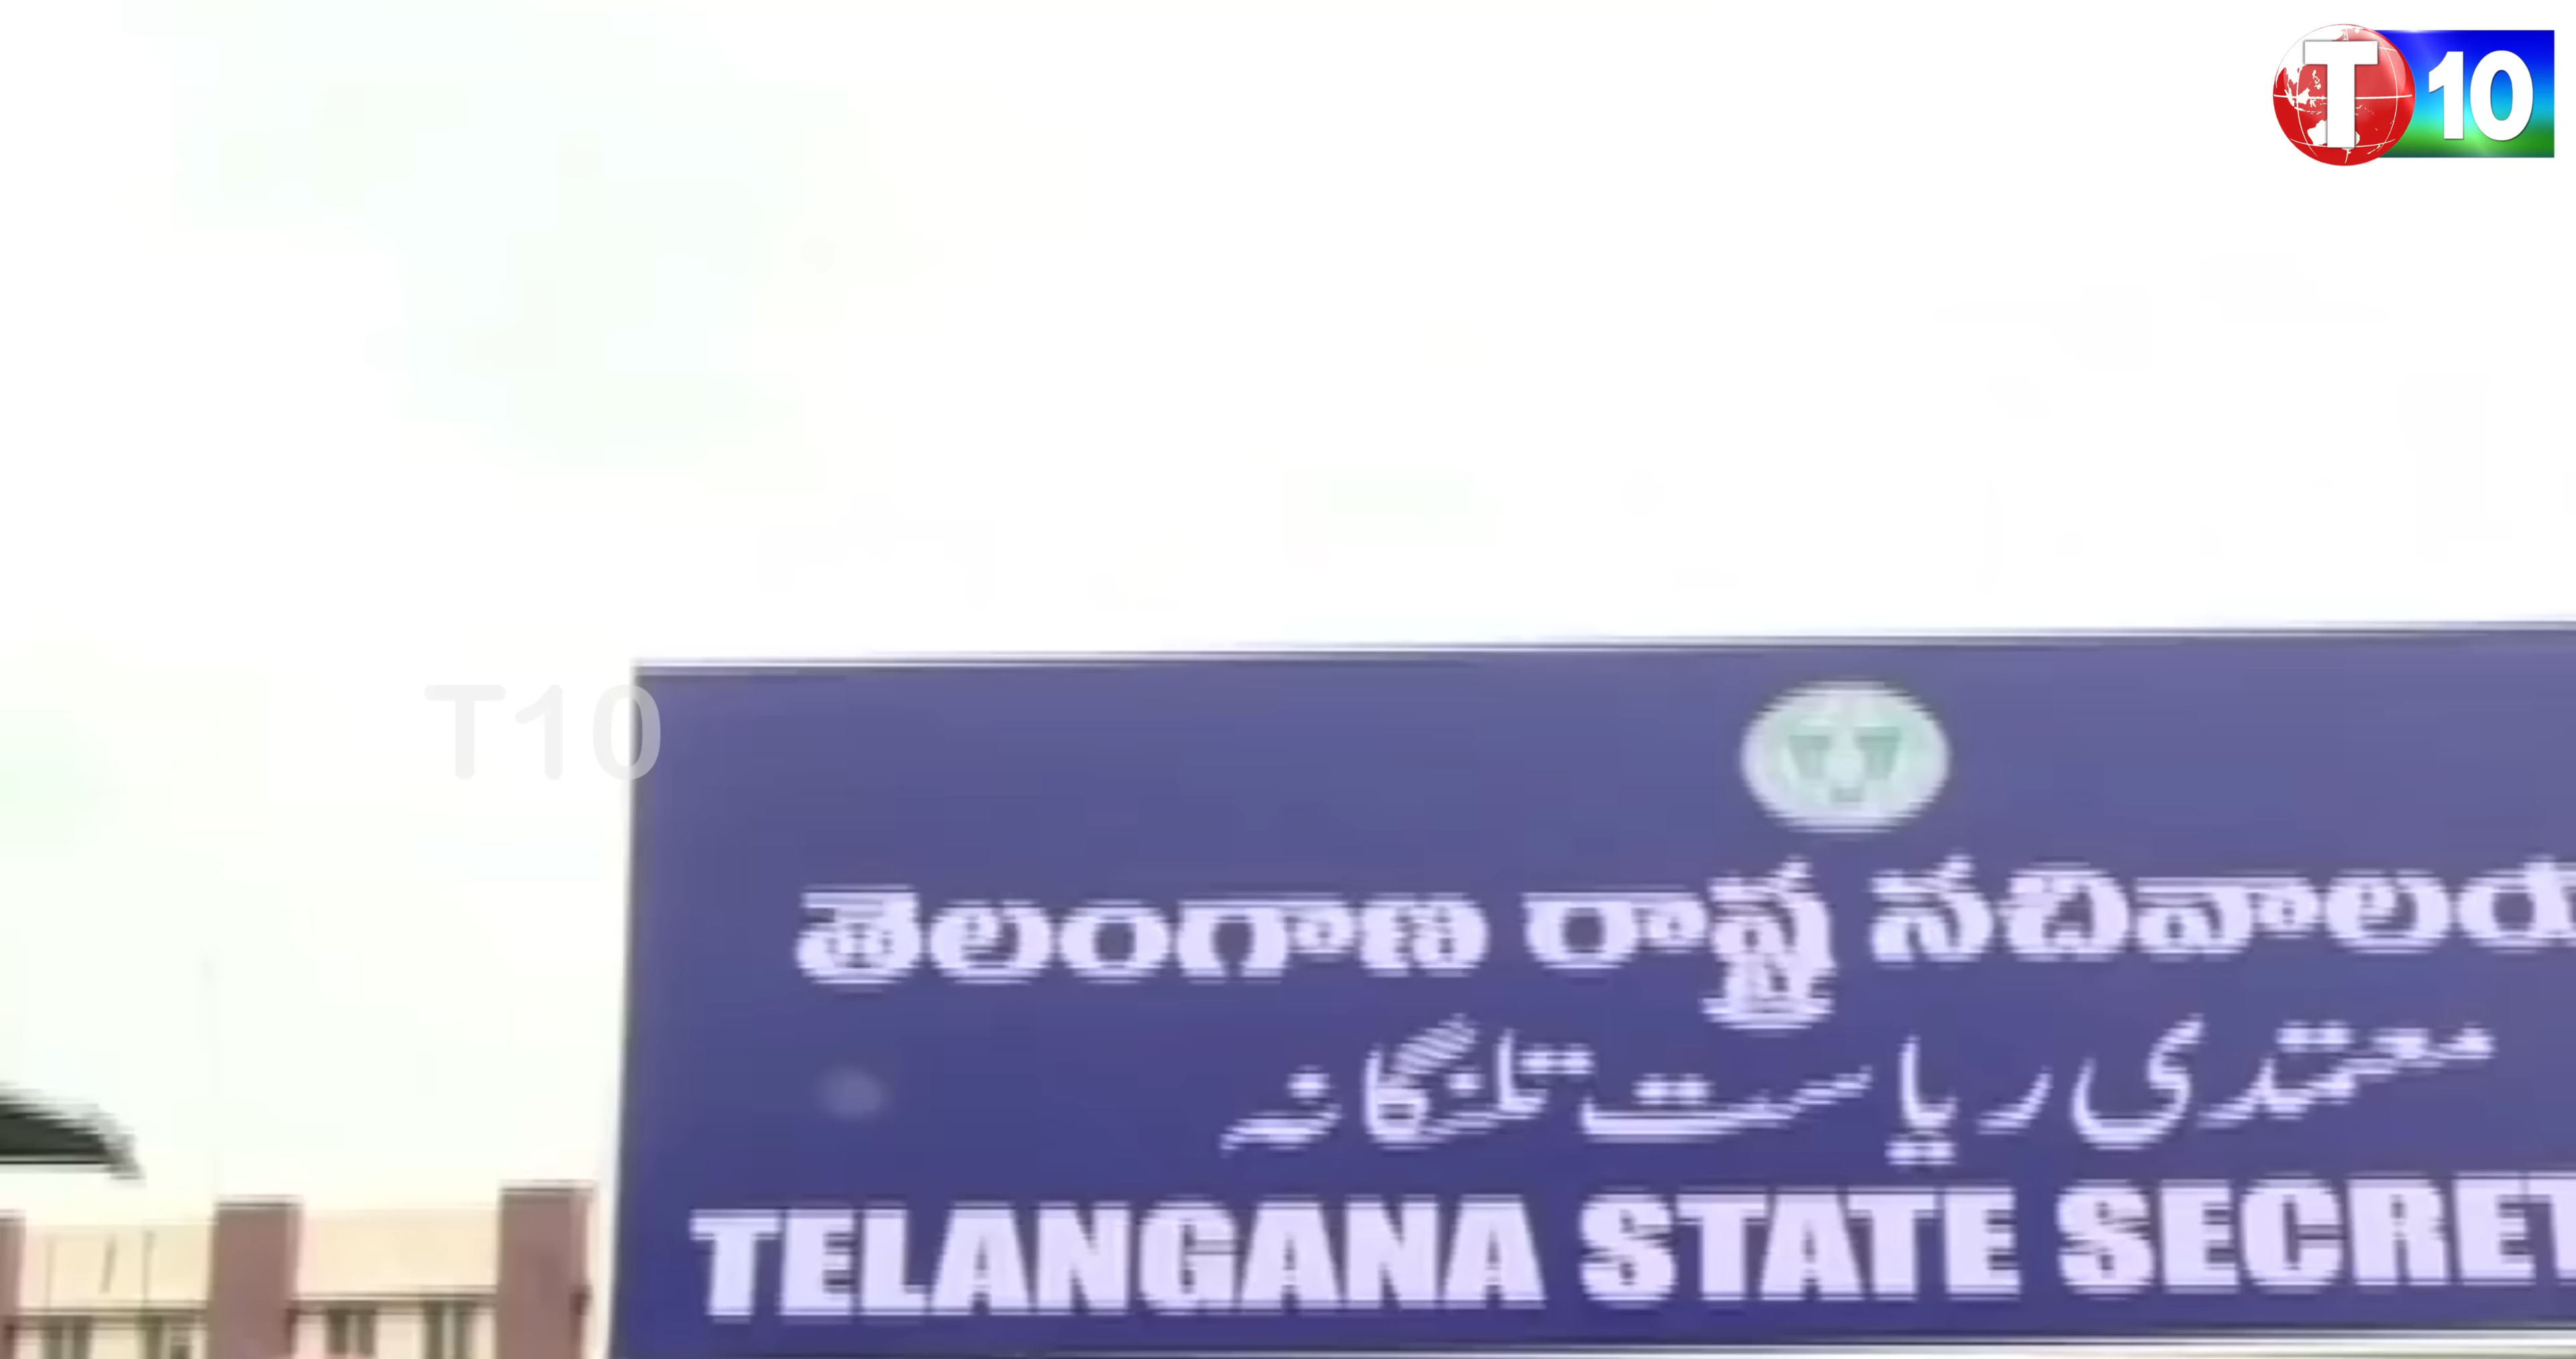 T10
T10
తెలంగాణ రాష్ట్ర సచివాలయ
معتمدی ریاست تلنگانہ
TELANGANA STATE SECRET